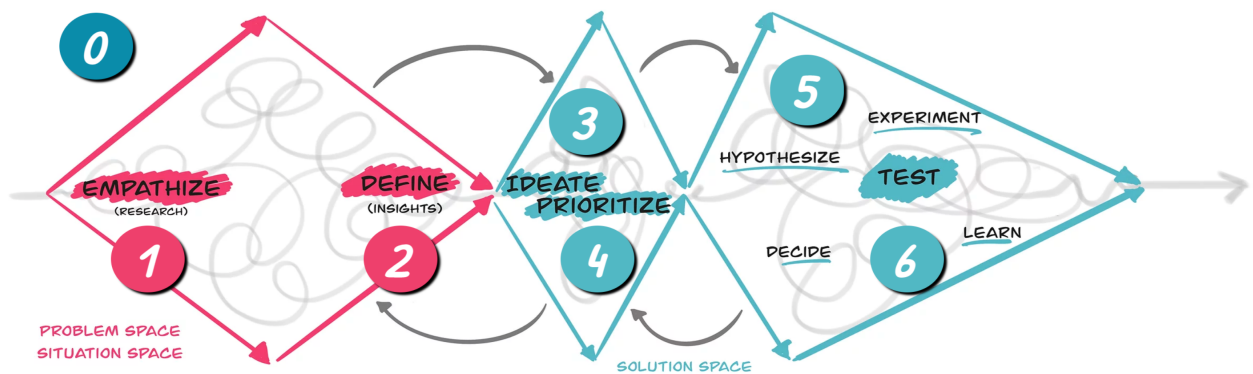 0
EMPATHIZE
(RESEARCH)
1
DEFINE
(INSIGHTS)
2
PROBLEM SPACE
SITUATION SPACE
3
IDEATE
PRIORITIZE
4
SOLUTION SPACE
5
EXPERIMENT
HYPOTHESIZE
TEST
LEARN
DECIDE
6